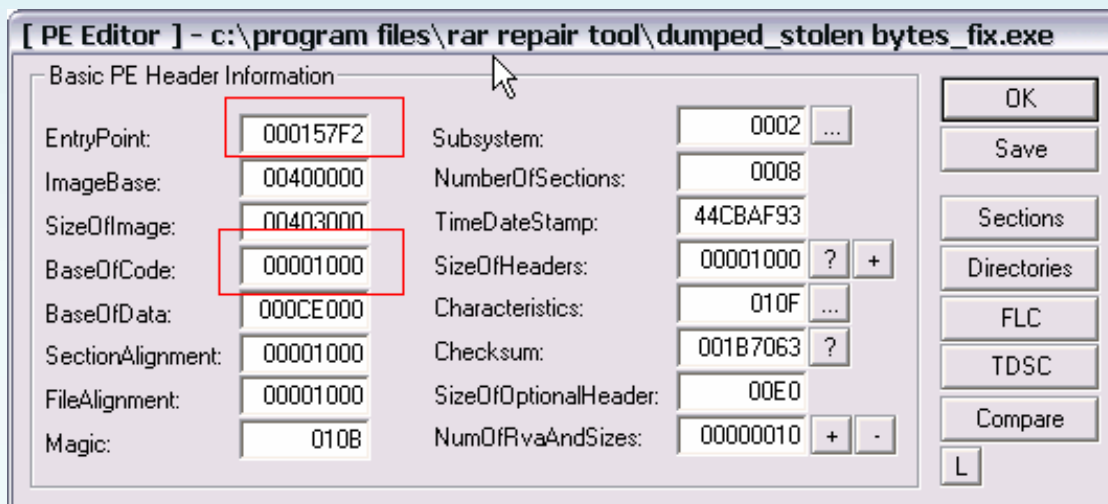 [ PE Editor ] - c:\program files\rar repair tool\dumped_stolen bytes_fix.exe
Basic PE Header Information
EntryPoint: 000157F2 Subsystem: 0002 ... OK
ImageBase: 00400000 NumberOfSections: 0008 Save
SizeOfImage: 00403000 TimeDateStamp: 44CBAF93 Sections
BaseOfCode: 00001000 SizeOfHeaders: 00001000 ? + Directories
BaseOfData: 000CE000 Characteristics: 010F ... FLC
SectionAlignment: 00001000 Checksum: 001B7063 ? TDSC
FileAlignment: 00001000 SizeOfOptionalHeader: 00E0 Compare
Magic: 010B NumOfRvaAndSizes: 00000010 + - L